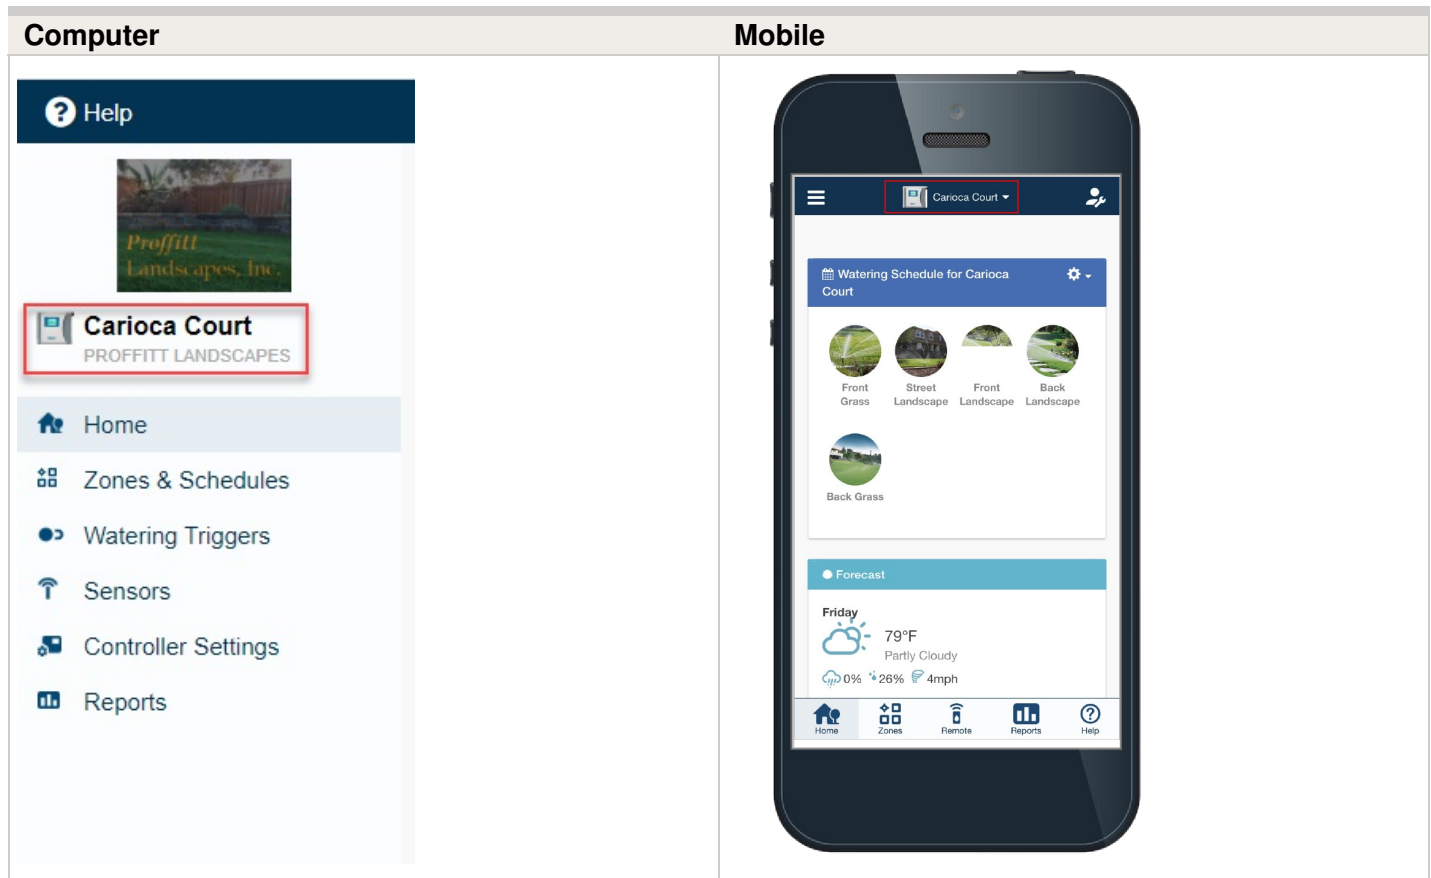 Computer
Mobile
Help
Proffitt
Landscapes, Inc.
Carioca Court
PROFFITT LANDSCAPES
Home
Zones & Schedules
Watering Triggers
Sensors
Controller Settings
Reports
Carioca Court
Watering Schedule for Carioca
Court
Front
Grass
Street
Landscape
Front
Landscape
Back
Landscape
Back Grass
Forecast
Friday
79°F
Partly Cloudy
0% 26% 4mph
Home Zones Remote Reports Help